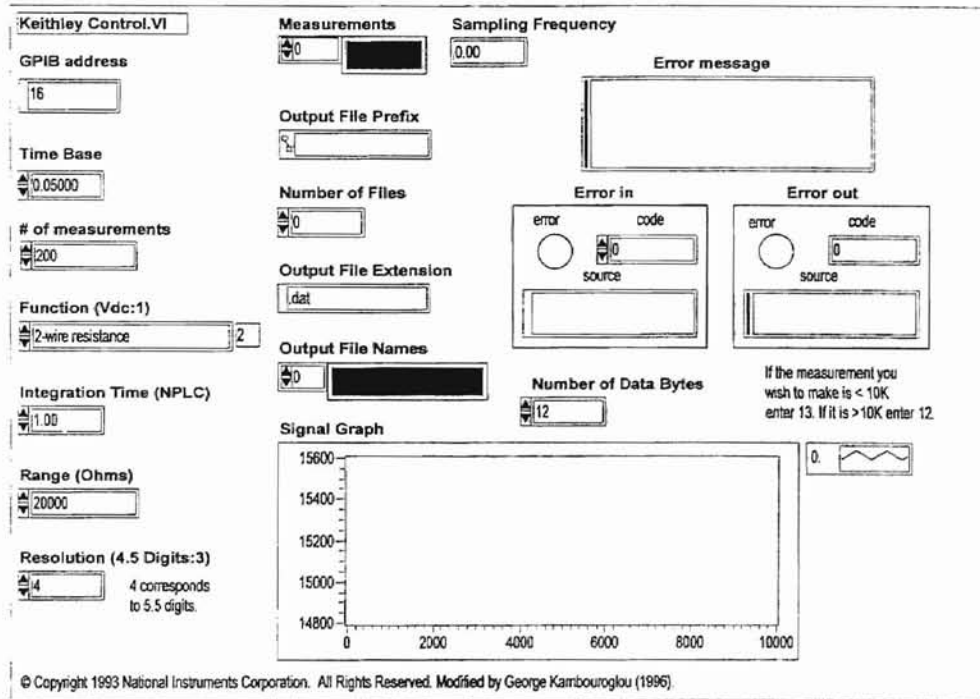 Keithley Control.VI
GPIB address
16
Time Base
0.05000
# of measurements
200
Function (Vdc:1)
2-wire resistance
2
Integration Time (NPLC)
1.00
Range (Ohms)
20000
Resolution (4.5 Digits:3)
4
4 corresponds
to 5.5 digits.
Measurements
0
Sampling Frequency
0.00
Output File Prefix
Number of Files
0
Output File Extension
.dat
Output File Names
0
Error message
Error in
error
code
0
source
Error out
error
code
0
source
Number of Data Bytes
12
If the measurement you
wish to make is < 10K
enter 13. If it is >10K enter 12.
Signal Graph
15600
15400
15200
15000
14800
0
2000
4000
6000
8000
10000
0.
© Copyright 1993 National Instruments Corporation. All Rights Reserved. Modified by George Kambouroglou (1996).